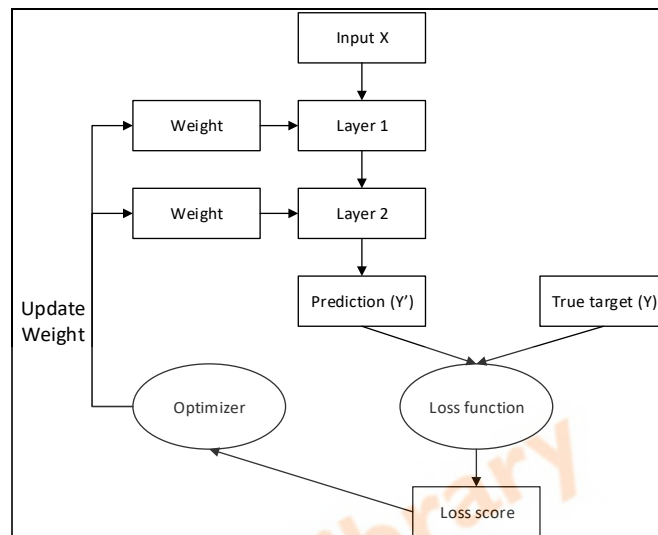 Input X
Weight
Layer 1
Weight
Layer 2
Update
Weight
Prediction (Y’)
True target (Y)
Optimizer
Loss function
Loss score